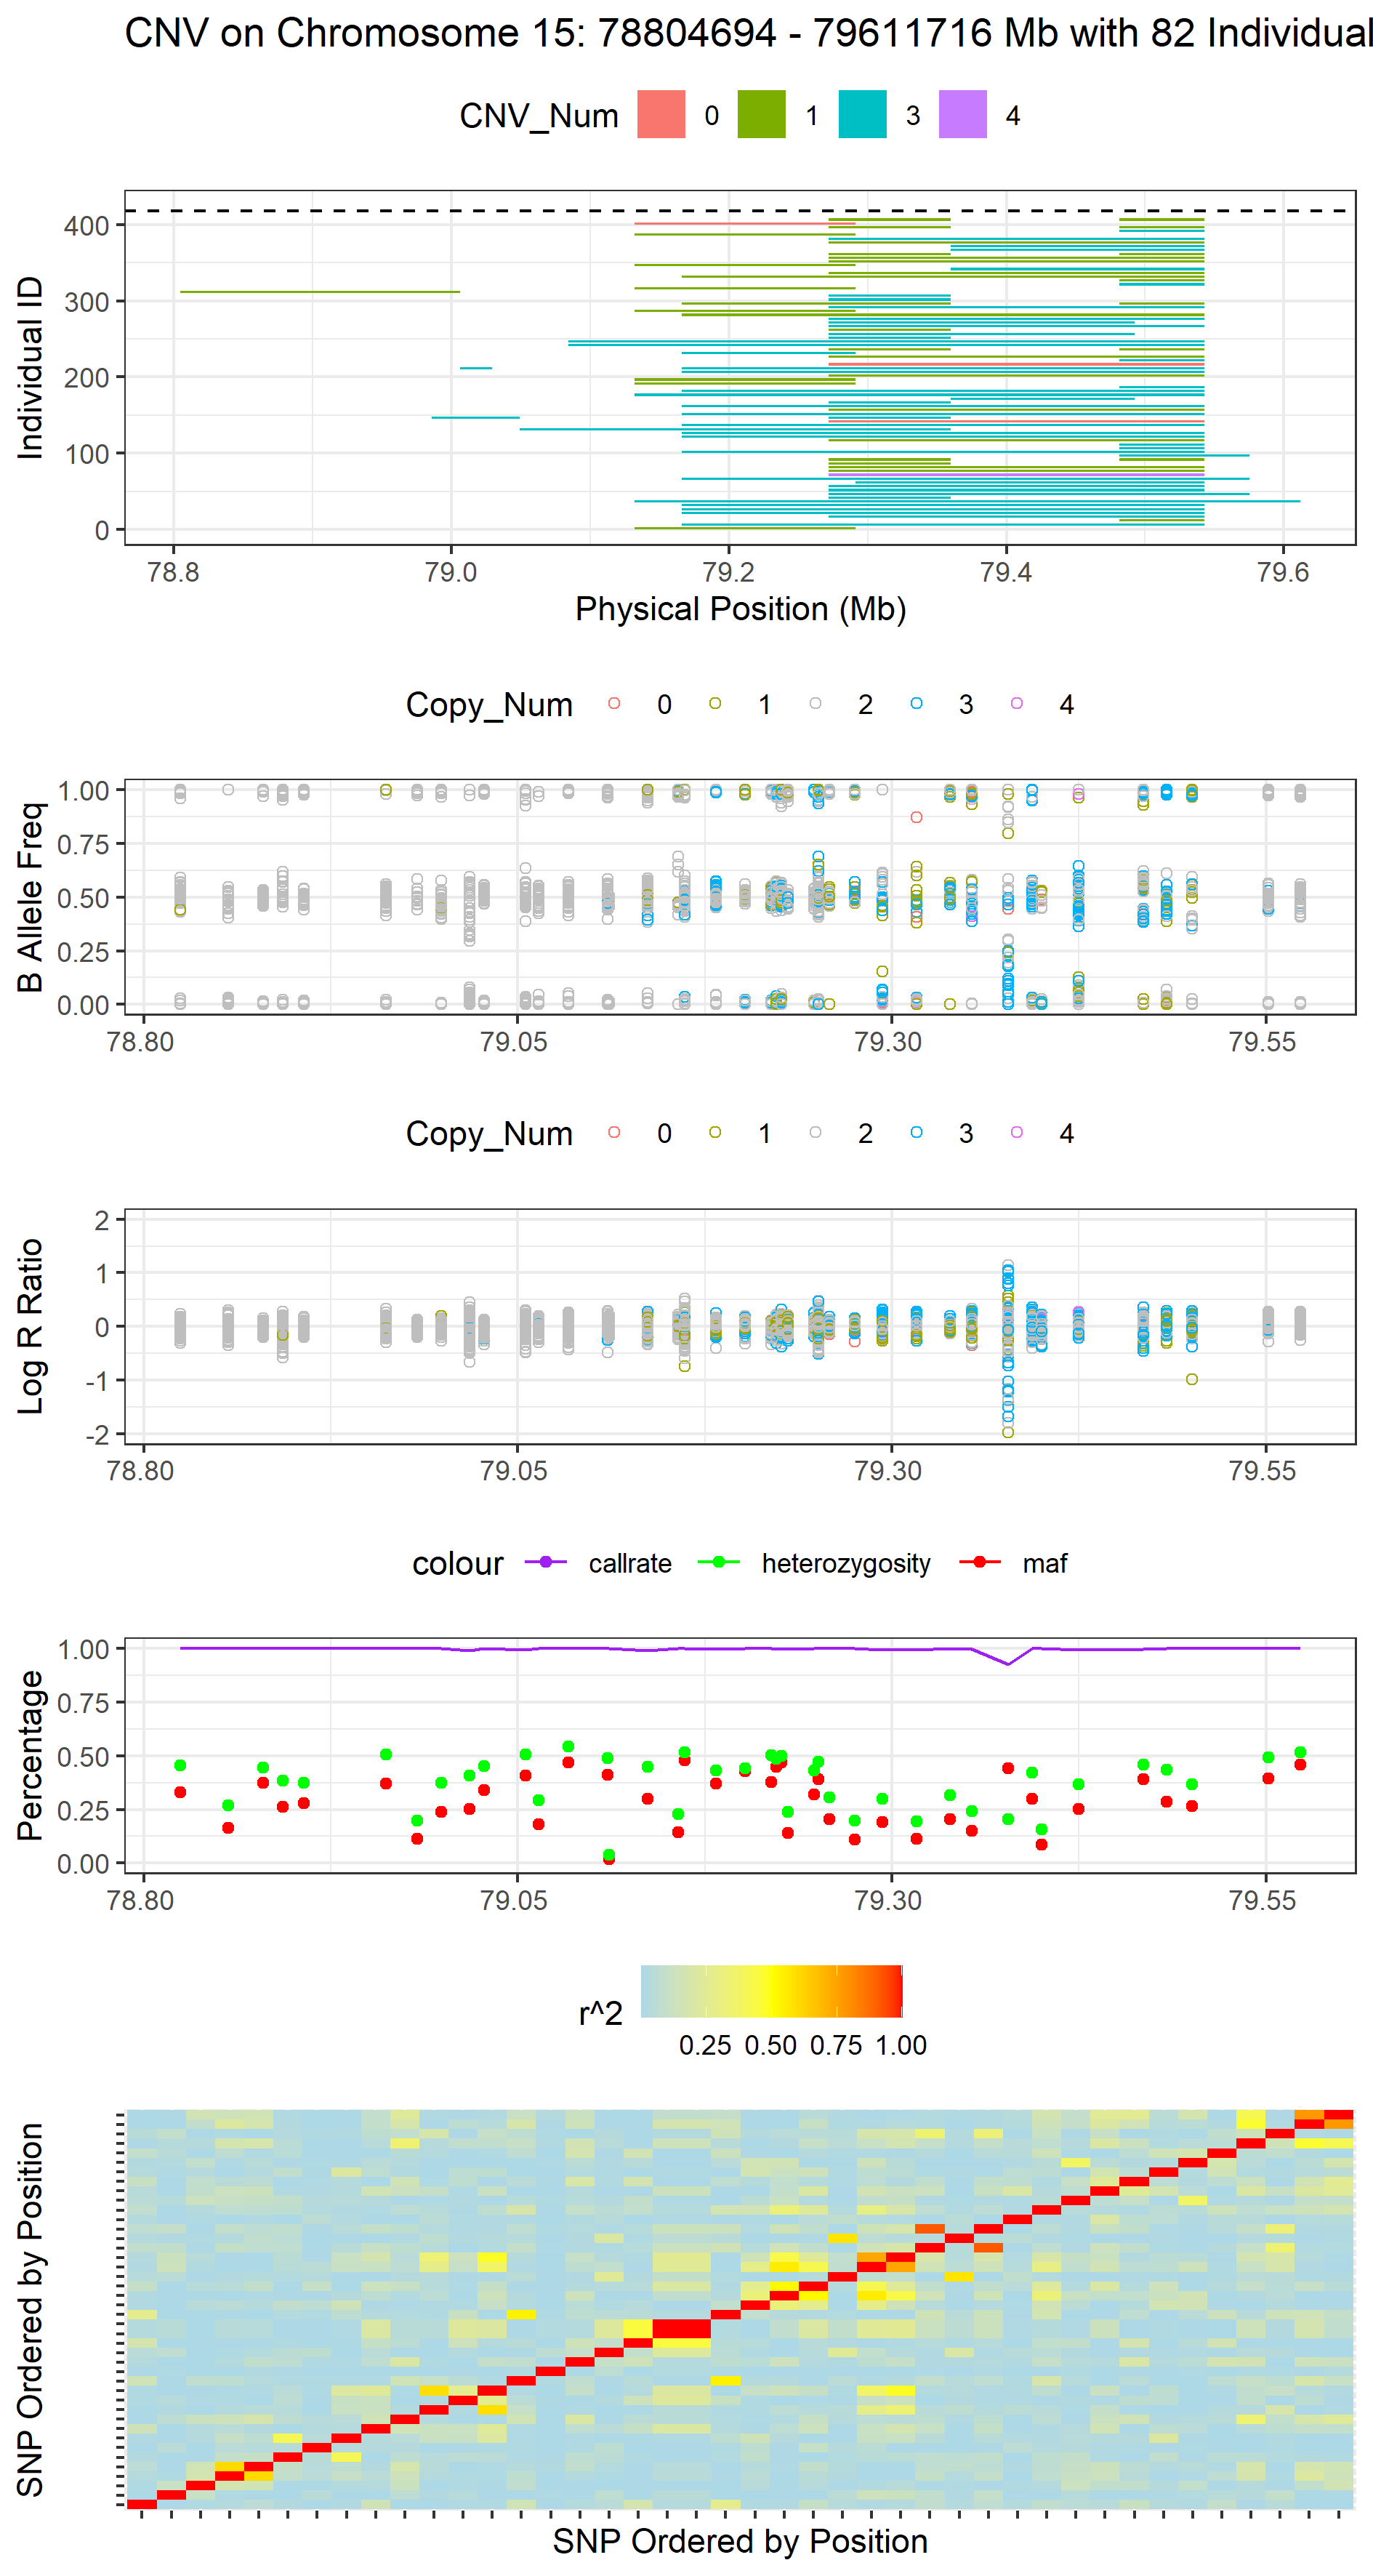 CNV on Chromosome 15: 78804694 - 79611716 Mb with 82 Individual
CNV_Num 0 1 3 4
Individual ID
400
300
200
100
0
78.8 79.0 79.2 79.4 79.6
Physical Position (Mb)
Copy_Num 0 1 2 3 4
B Allele Freq
1.00
0.75
0.50
0.25
0.00
78.80 79.05 79.30 79.55
Copy_Num 0 1 2 3 4
Log R Ratio
2
1
0
-1
-2
78.80 79.05 79.30 79.55
colour callrate heterozygosity maf
Percentage
1.00
0.75
0.50
0.25
0.00
78.80 79.05 79.30 79.55
r^2
0.25 0.50 0.75 1.00
SNP Ordered by Position
SNP Ordered by Position